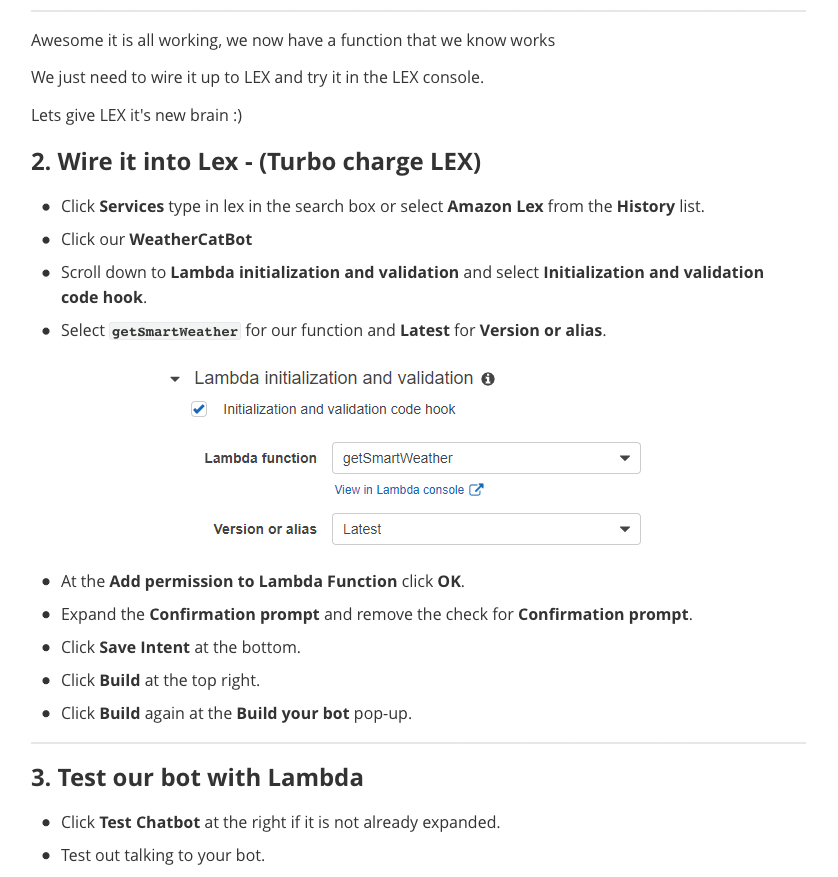 Awesome it is all working, we now have a function that we know works
We just need to wire it up to LEX and try it in the LEX console.
Lets give LEX it's new brain :)
2. Wire it into Lex - (Turbo charge LEX)
Click Services type in lex in the search box or select Amazon Lex from the History list.
Click our WeatherCatBot
Scroll down to Lambda initialization and validation and select Initialization and validation
code hook.
Select getSmartWeather for our function and Latest for Version or alias.
Lambda initialization and validation
Initialization and validation code hook
Lambda function getSmartWeather
View in Lambda console
Version or alias Latest
At the Add permission to Lambda Function click OK.
Expand the Confirmation prompt and remove the check for Confirmation prompt.
Click Save Intent at the bottom.
Click Build at the top right.
Click Build again at the Build your bot pop-up.
3. Test our bot with Lambda
Click Test Chatbot at the right if it is not already expanded.
Test out talking to your bot.